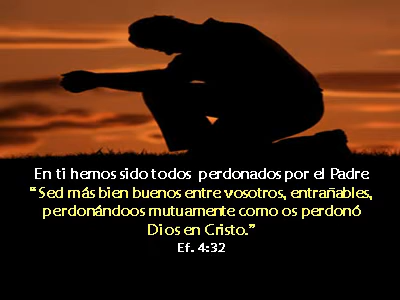 En ti hemos sido todos perdonados por el Padre
“Sed más bien buenos entre vosotros, entrañables,
perdonándoos mutuamente como os perdonó
Dios en Cristo.”
Ef. 4:32